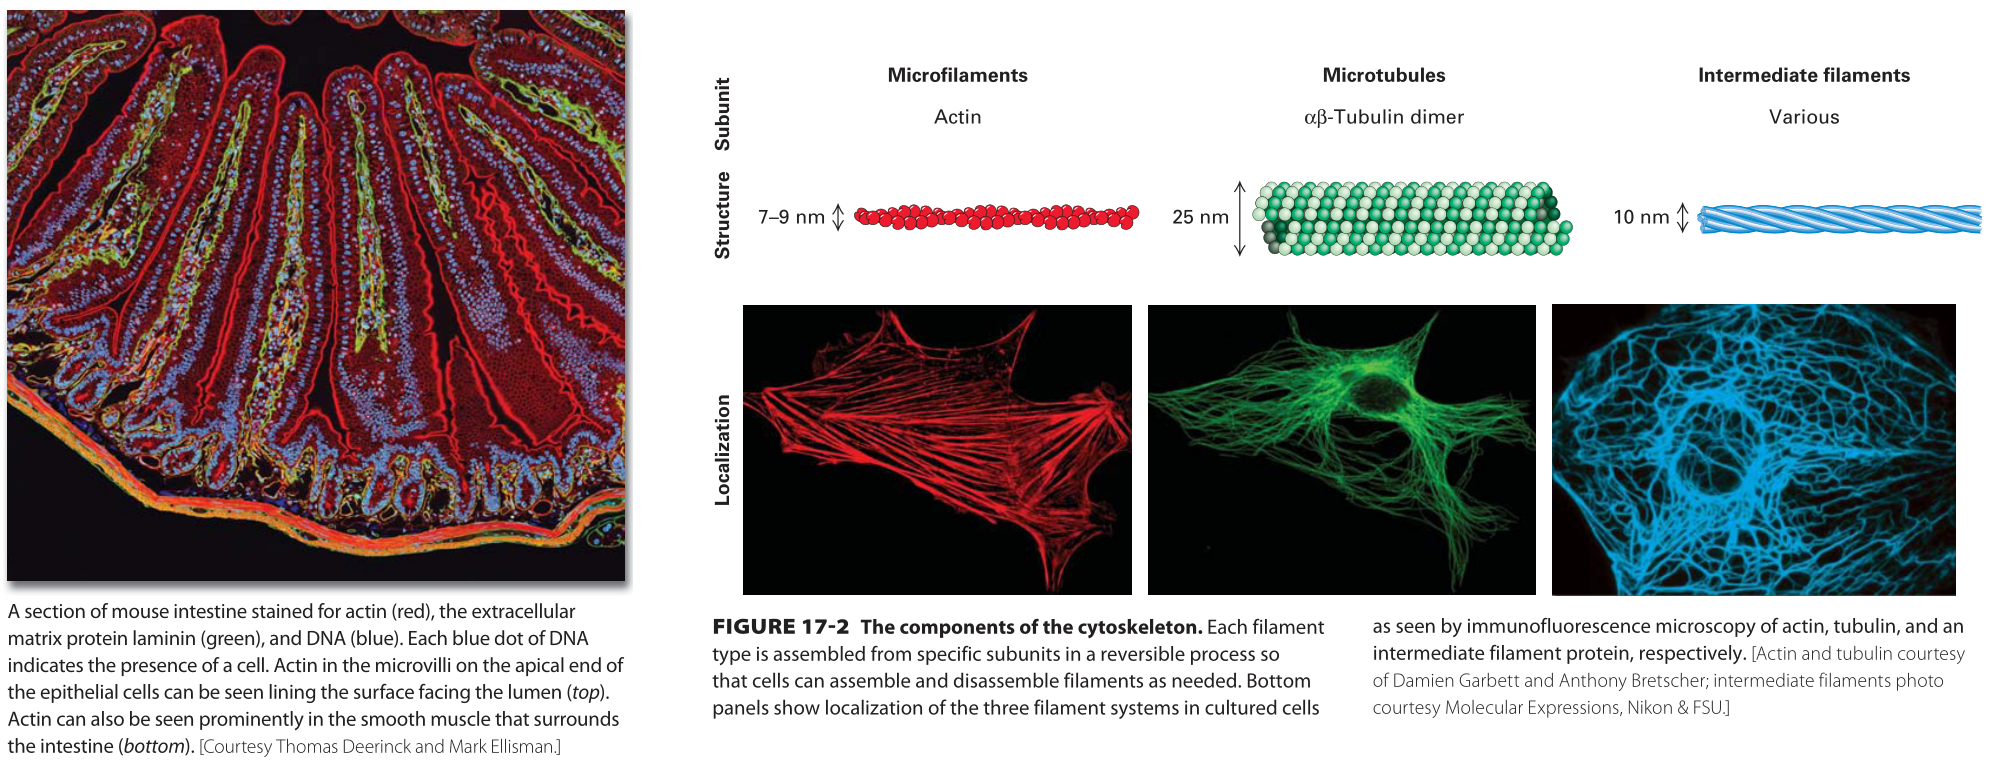 A section of mouse intestine stained for actin (red), the extracellular
matrix protein laminin (green), and DNA (blue). Each blue dot of DNA
indicates the presence of a cell. Actin in the microvilli on the apical end of
the epithelial cells can be seen lining the surface facing the lumen (top).
Actin can also be seen prominently in the smooth muscle that surrounds
the intestine (bottom). [Courtesy Thomas Deerinck and Mark Ellisman.]
Microfilaments
Microtubules
Intermediate filaments
Subunit
Actin
αβ-Tubulin dimer
Various
Structure
7–9 nm
25 nm
10 nm
Localization
FIGURE 17-2 The components of the cytoskeleton. Each filament
type is assembled from specific subunits in a reversible process so
that cells can assemble and disassemble filaments as needed. Bottom
panels show localization of the three filament systems in cultured cells
as seen by immunofluorescence microscopy of actin, tubulin, and an
intermediate filament protein, respectively. [Actin and tubulin courtesy
of Damien Garbett and Anthony Bretscher; intermediate filaments photo
courtesy Molecular Expressions, Nikon & FSU.]